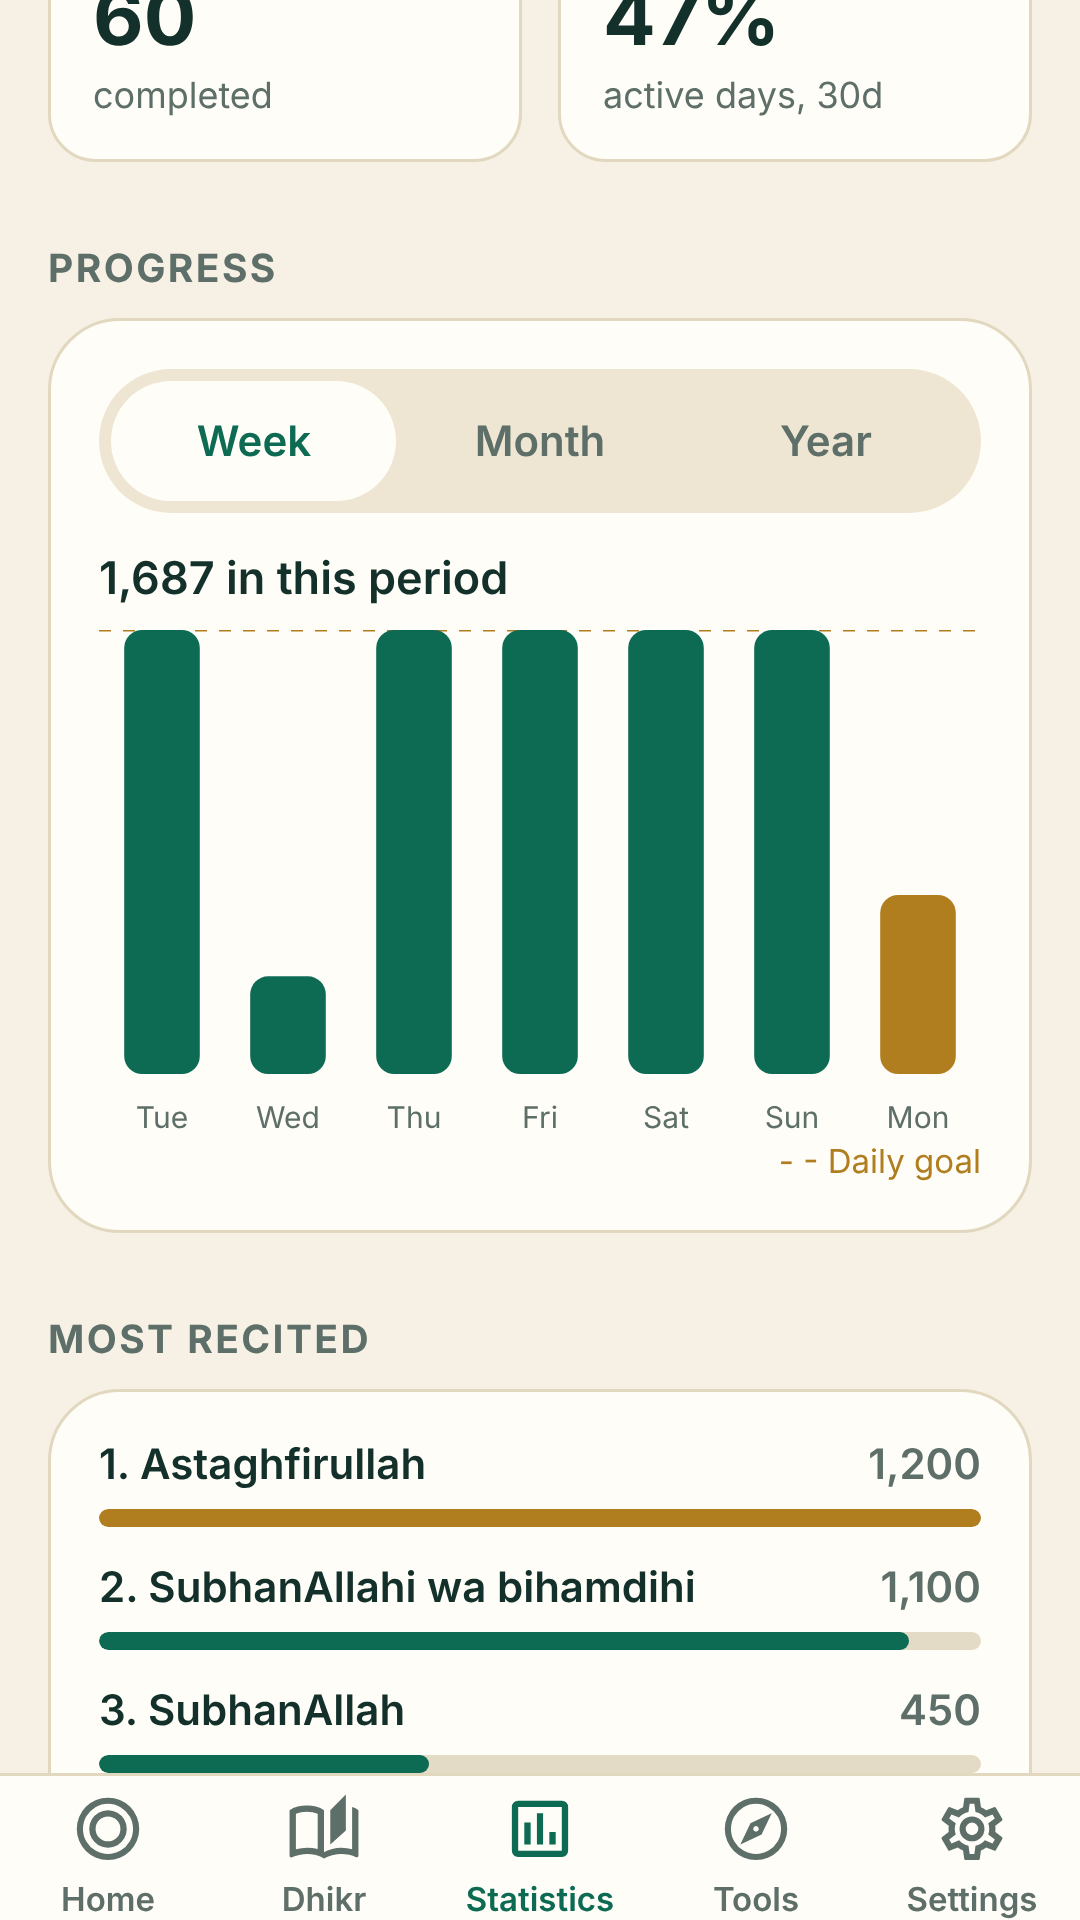 60
47%
completed
active days, 30d
PROGRESS
Week
Month
Year
1,687 in this period
Tue
Wed
Thu
Fri
Sat
Sun
Mon
- - Daily goal
MOST RECITED
1. Astaghfirullah
1,200
2. SubhanAllahi wa bihamdihi
1,100
3. SubhanAllah
450
Home
Dhikr
Statistics
Tools
Settings